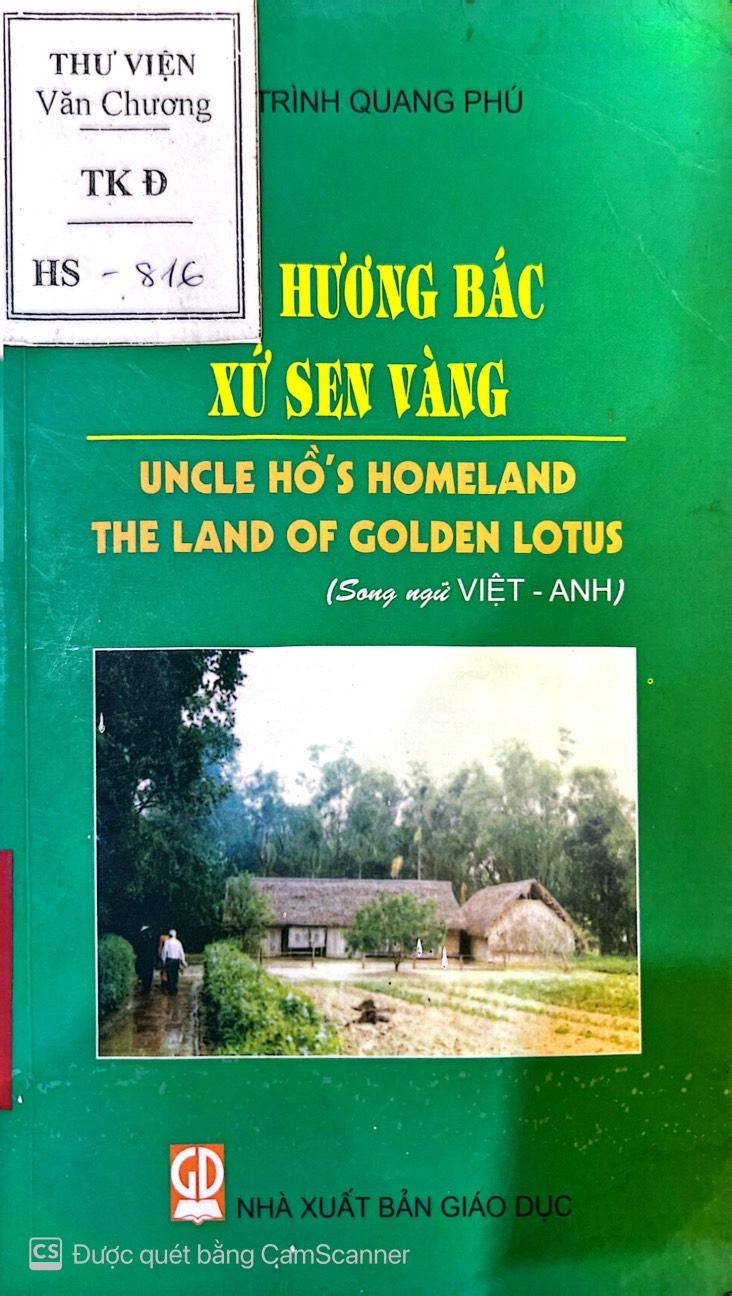 THƯ VIỆN
Văn Chương
TK Đ
HS - 816
TRÌNH QUANG PHÚ
HƯƠNG BÁC
XỨ SEN VÀNG
UNCLE HỒ'S HOMELAND
THE LAND OF GOLDEN LOTUS
(Song ngữ VIỆT - ANH)
GD
NHÀ XUẤT BẢN GIÁO DỤC
CS Được quét bằng CamScanner